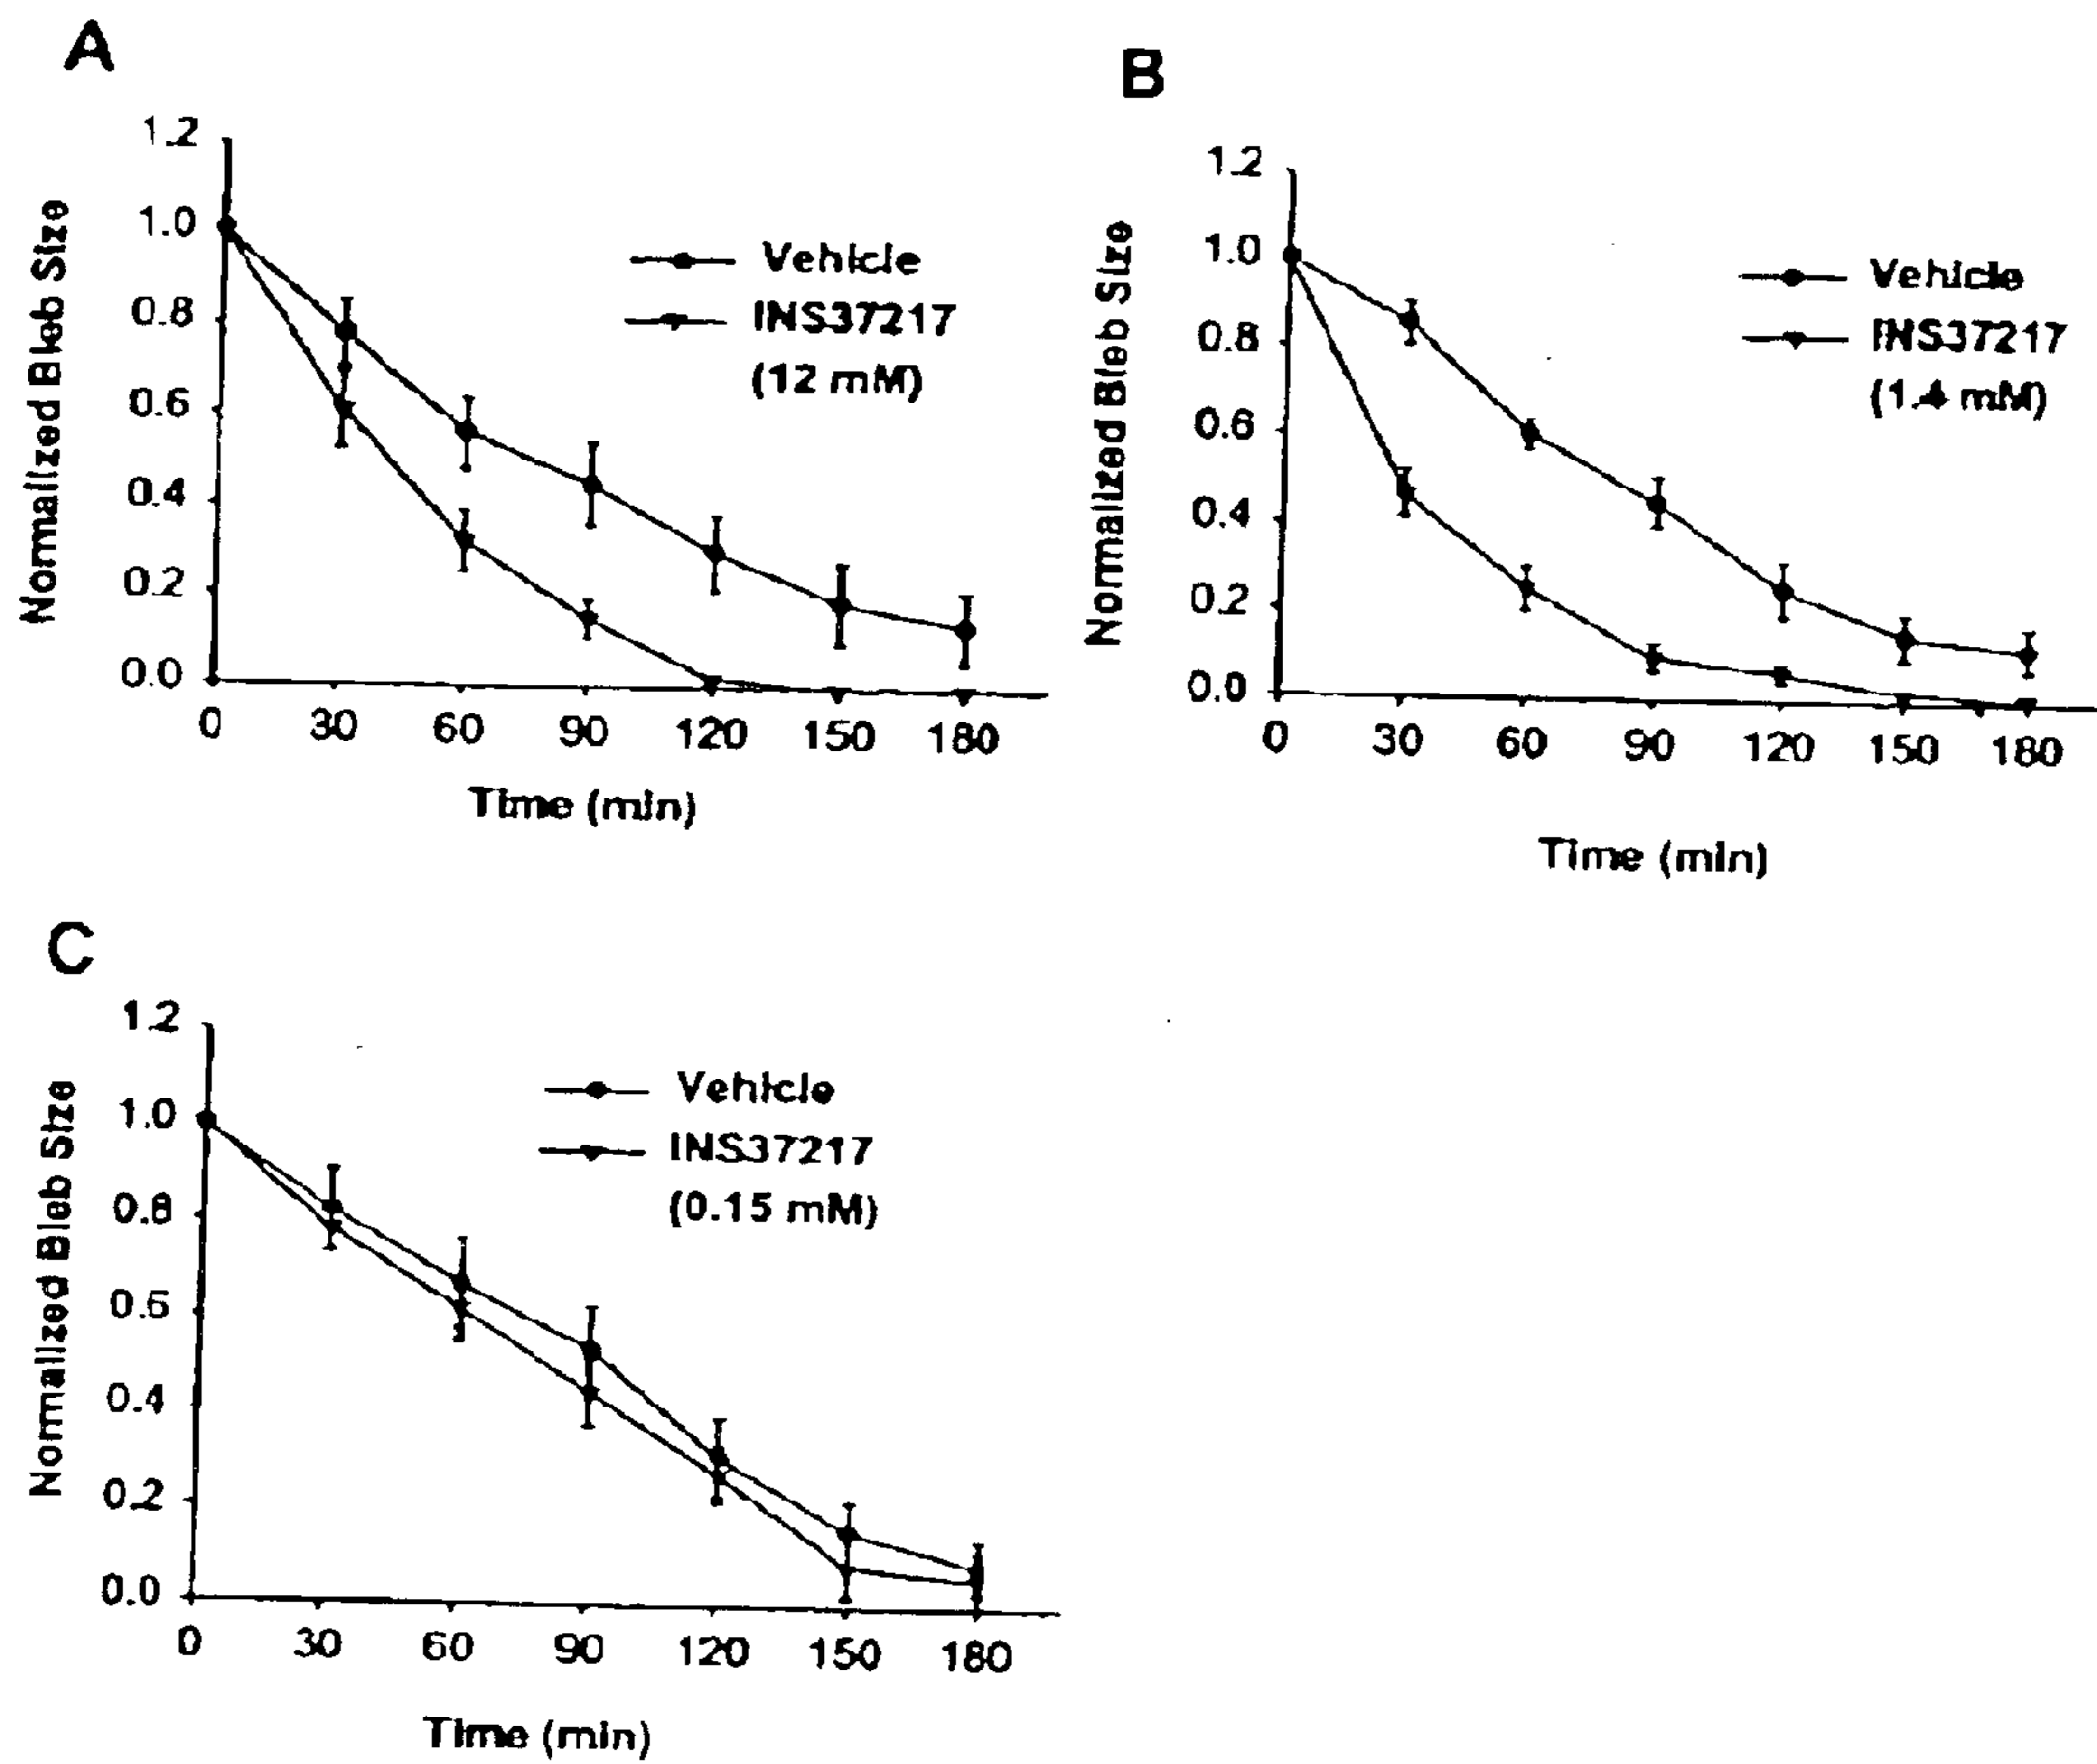 A
1.2
1.0
0.8
0.6
0.4
0.2
0.0
Normalized Bleb Size
Vehicle
INS37217
(12 mM)
0 30 60 90 120 150 180
Time (min)
B
1.2
1.0
0.8
0.6
0.4
0.2
0.0
Normalized Bleb Size
Vehicle
INS37217
(1.4 mM)
0 30 60 90 120 150 180
Time (min)
C
1.2
1.0
0.8
0.6
0.4
0.2
0.0
Normalized Bleb Size
Vehicle
INS37217
(0.15 mM)
0 30 60 90 120 150 180
Time (min)